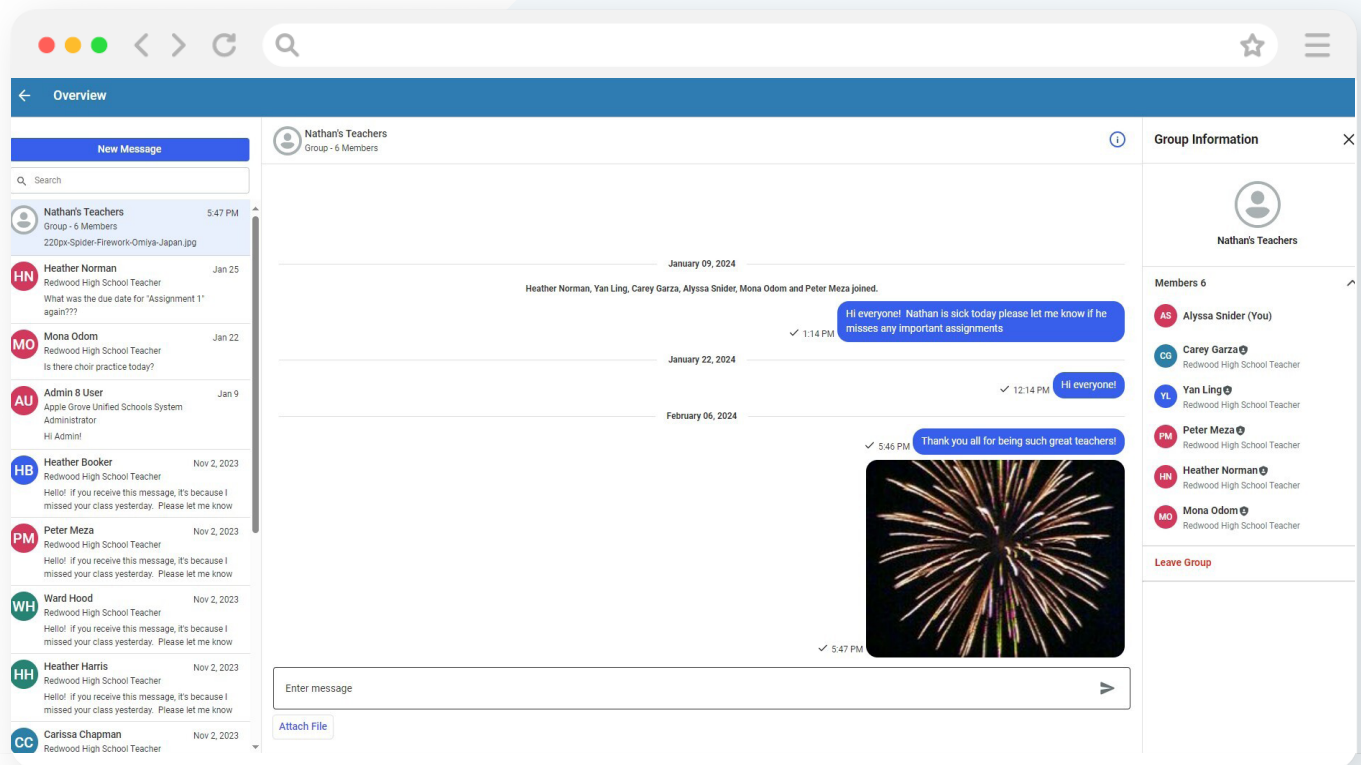 Overview
New Message
Search
Nathan's Teachers
5:47 PM
Group - 6 Members
220px-Spider-Firework-Omiya-Japan.jpg
HN
Heather Norman
Jan 25
Redwood High School Teacher
What was the due date for "Assignment 1"
again???
MO
Mona Odom
Jan 22
Redwood High School Teacher
Is there choir practice today?
AU
Admin 8 User
Jan 9
Apple Grove Unified Schools System
Administrator
Hi Admin!
HB
Heather Booker
Nov 2, 2023
Redwood High School Teacher
Hello! if you receive this message, it's because I
missed your class yesterday. Please let me know
PM
Peter Meza
Nov 2, 2023
Redwood High School Teacher
Hello! if you receive this message, it's because I
missed your class yesterday. Please let me know
WH
Ward Hood
Nov 2, 2023
Redwood High School Teacher
Hello! if you receive this message, it's because I
missed your class yesterday. Please let me know
HH
Heather Harris
Nov 2, 2023
Redwood High School Teacher
Hello! if you receive this message, it's because I
missed your class yesterday. Please let me know
CC
Carissa Chapman
Nov 2, 2023
Redwood High School Teacher
Nathan's Teachers
Group - 6 Members
January 09, 2024
Heather Norman, Yan Ling, Carey Garza, Alyssa Snider, Mona Odom and Peter Meza joined.
Hi everyone! Nathan is sick today please let me know if he
misses any important assignments
1:14 PM
January 22, 2024
12:14 PM
Hi everyone!
February 06, 2024
5:46 PM
Thank you all for being such great teachers!
5:47 PM
Enter message
Attach File
Group Information
Nathan's Teachers
Members 6
AS
Alyssa Snider (You)
CG
Carey Garza
Redwood High School Teacher
YL
Yan Ling
Redwood High School Teacher
PM
Peter Meza
Redwood High School Teacher
HN
Heather Norman
Redwood High School Teacher
MO
Mona Odom
Redwood High School Teacher
Leave Group